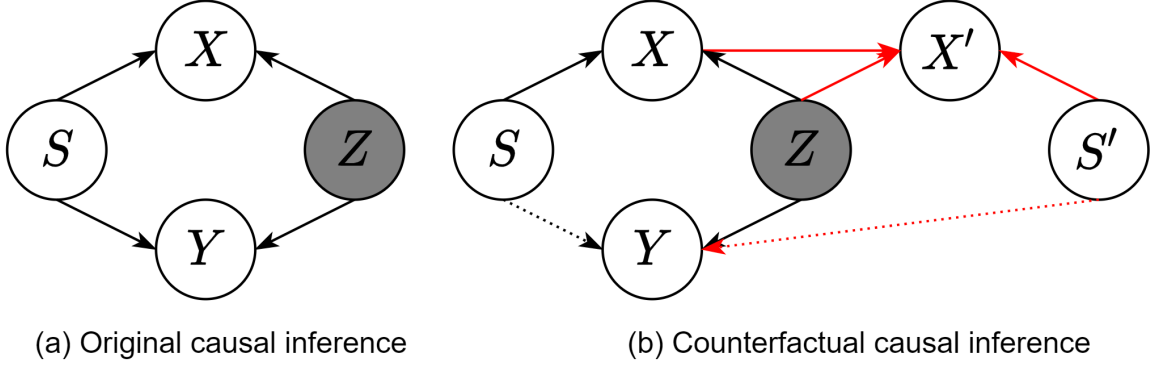 X
S
Z
Y
X
X′
S
Z
S′
Y
(a) Original causal inference
(b) Counterfactual causal inference